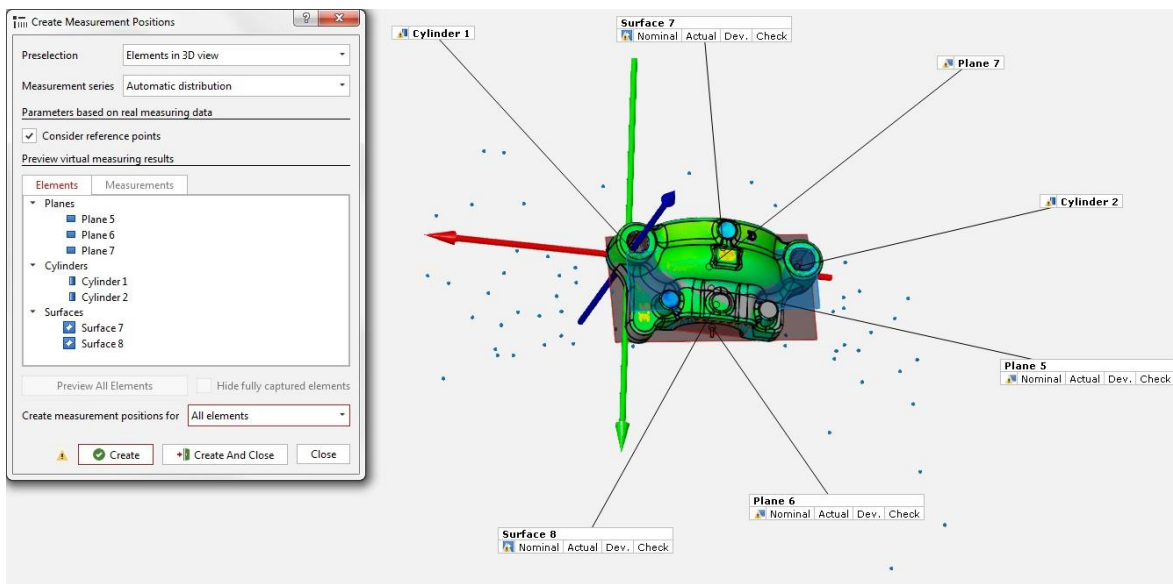 Create Measurement Positions
Preselection Elements in 3D view
Measurement series Automatic distribution
Parameters based on real measuring data
Consider reference points
Preview virtual measuring results
Elements Measurements
Planes
Plane 5
Plane 6
Plane 7
Cylinders
Cylinder 1
Cylinder 2
Surfaces
Surface 7
Surface 8
Preview All Elements Hide fully captured elements
Create measurement positions for All elements
Create Create And Close Close
Cylinder 1
Surface 7
Nominal Actual Dev. Check
Plane 7
Cylinder 2
Plane 5
Nominal Actual Dev. Check
Plane 6
Nominal Actual Dev. Check
Surface 8
Nominal Actual Dev. Check